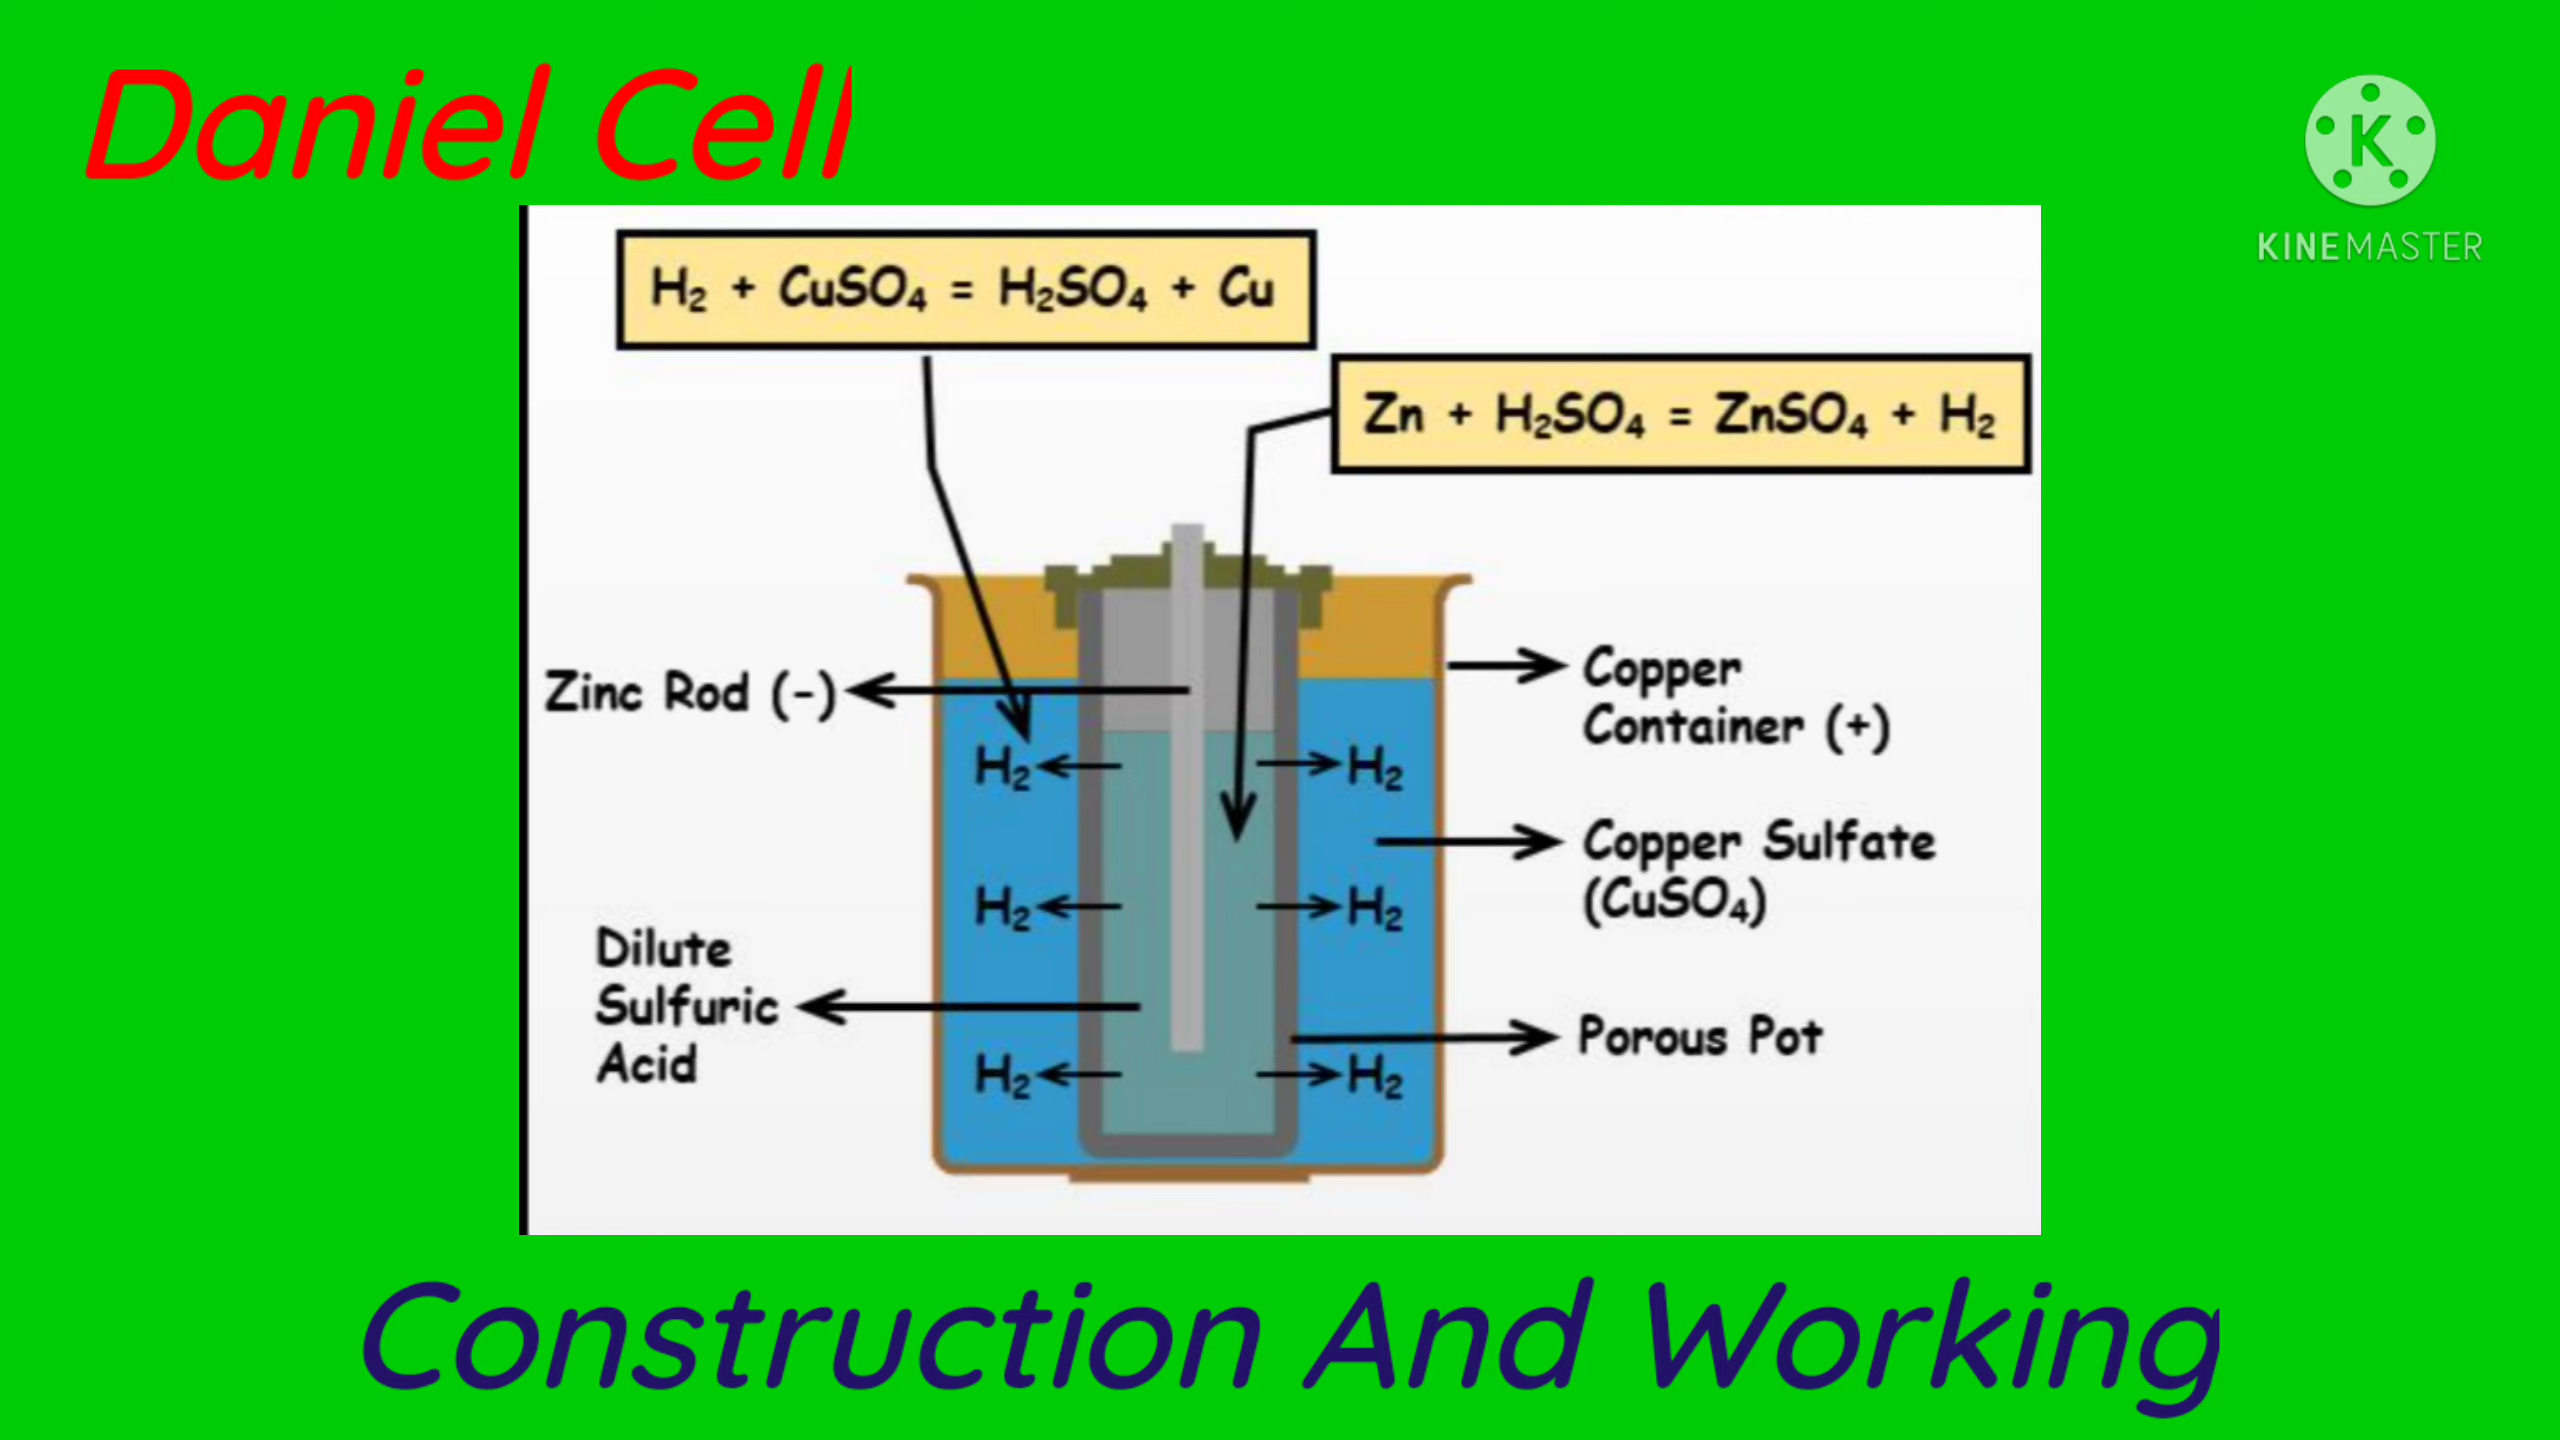 Daniel Cell
KINEMASTER
H₂ + CuSO₄ = H₂SO₄ + Cu
Zn + H₂SO₄ = ZnSO₄ + H₂
Zinc Rod (-)
Copper
Container (+)
H₂
H₂
Copper Sulfate
(CuSO₄)
H₂
H₂
Dilute
Sulfuric
Acid
Porous Pot
H₂
H₂
Construction And Working